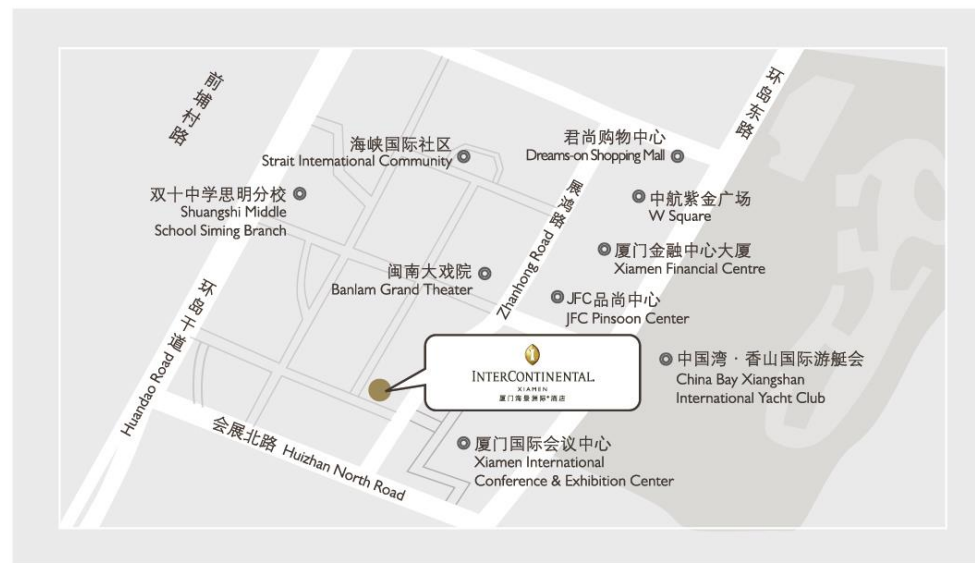 前埔村路
环岛东路
海峡国际社区
Strait International Community
君尚购物中心
Dreams-on Shopping Mall
双十中学思明分校
Shuangshi Middle
School Siming Branch
中航紫金广场
W Square
展鸿路
Zhanhong Road
厦门金融中心大厦
Xiamen Financial Centre
闽南大戏院
Banlam Grand Theater
环岛干道
Huandao Road
JFC品尚中心
JFC Pinsoon Center
INTERCONTINENTAL.
XIAMEN
厦门海景洲际®酒店
中国湾·香山国际游艇会
China Bay Xiangshan
International Yacht Club
会展北路 Huizhan North Road
厦门国际会议中心
Xiamen International
Conference & Exhibition Center